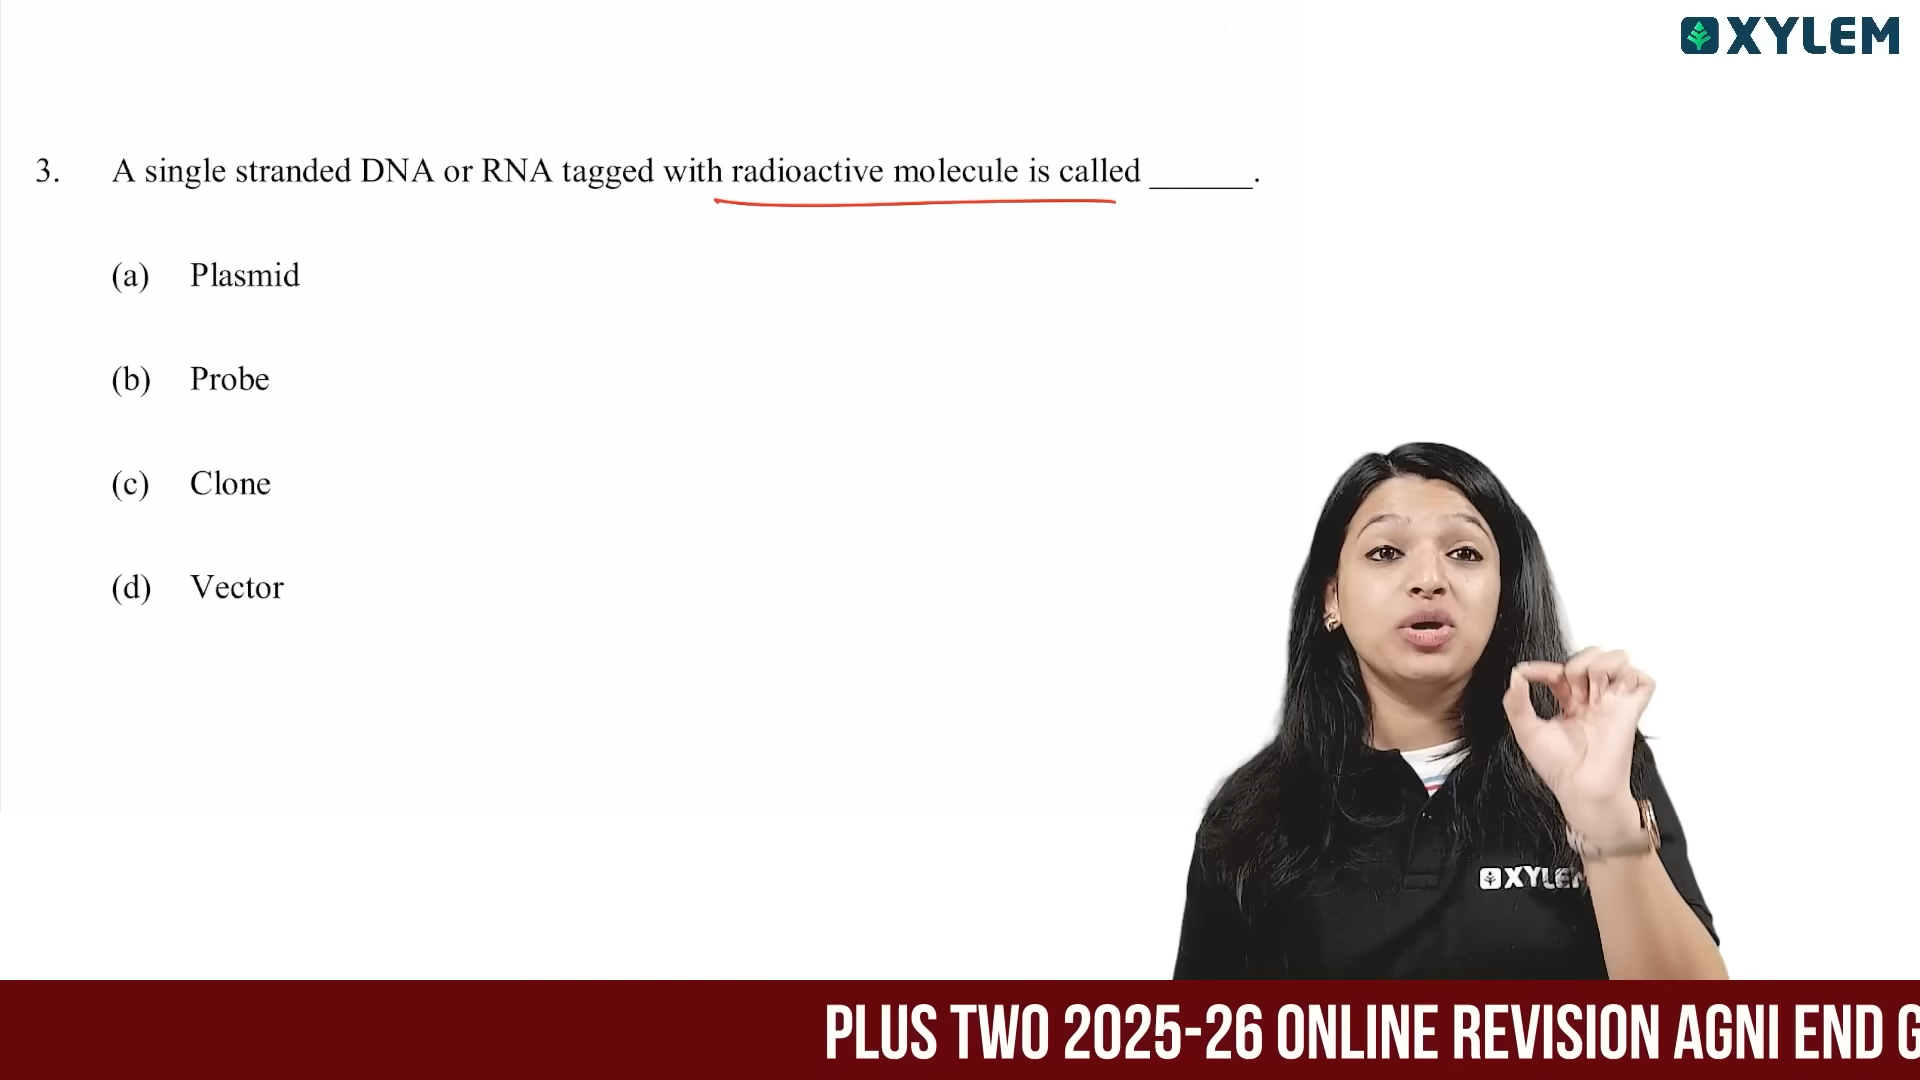 XYLEM
3. A single stranded DNA or RNA tagged with radioactive molecule is called ______.
(a) Plasmid
(b) Probe
(c) Clone
(d) Vector
XYLEM
PLUS TWO 2025-26 ONLINE REVISION AGNI END G